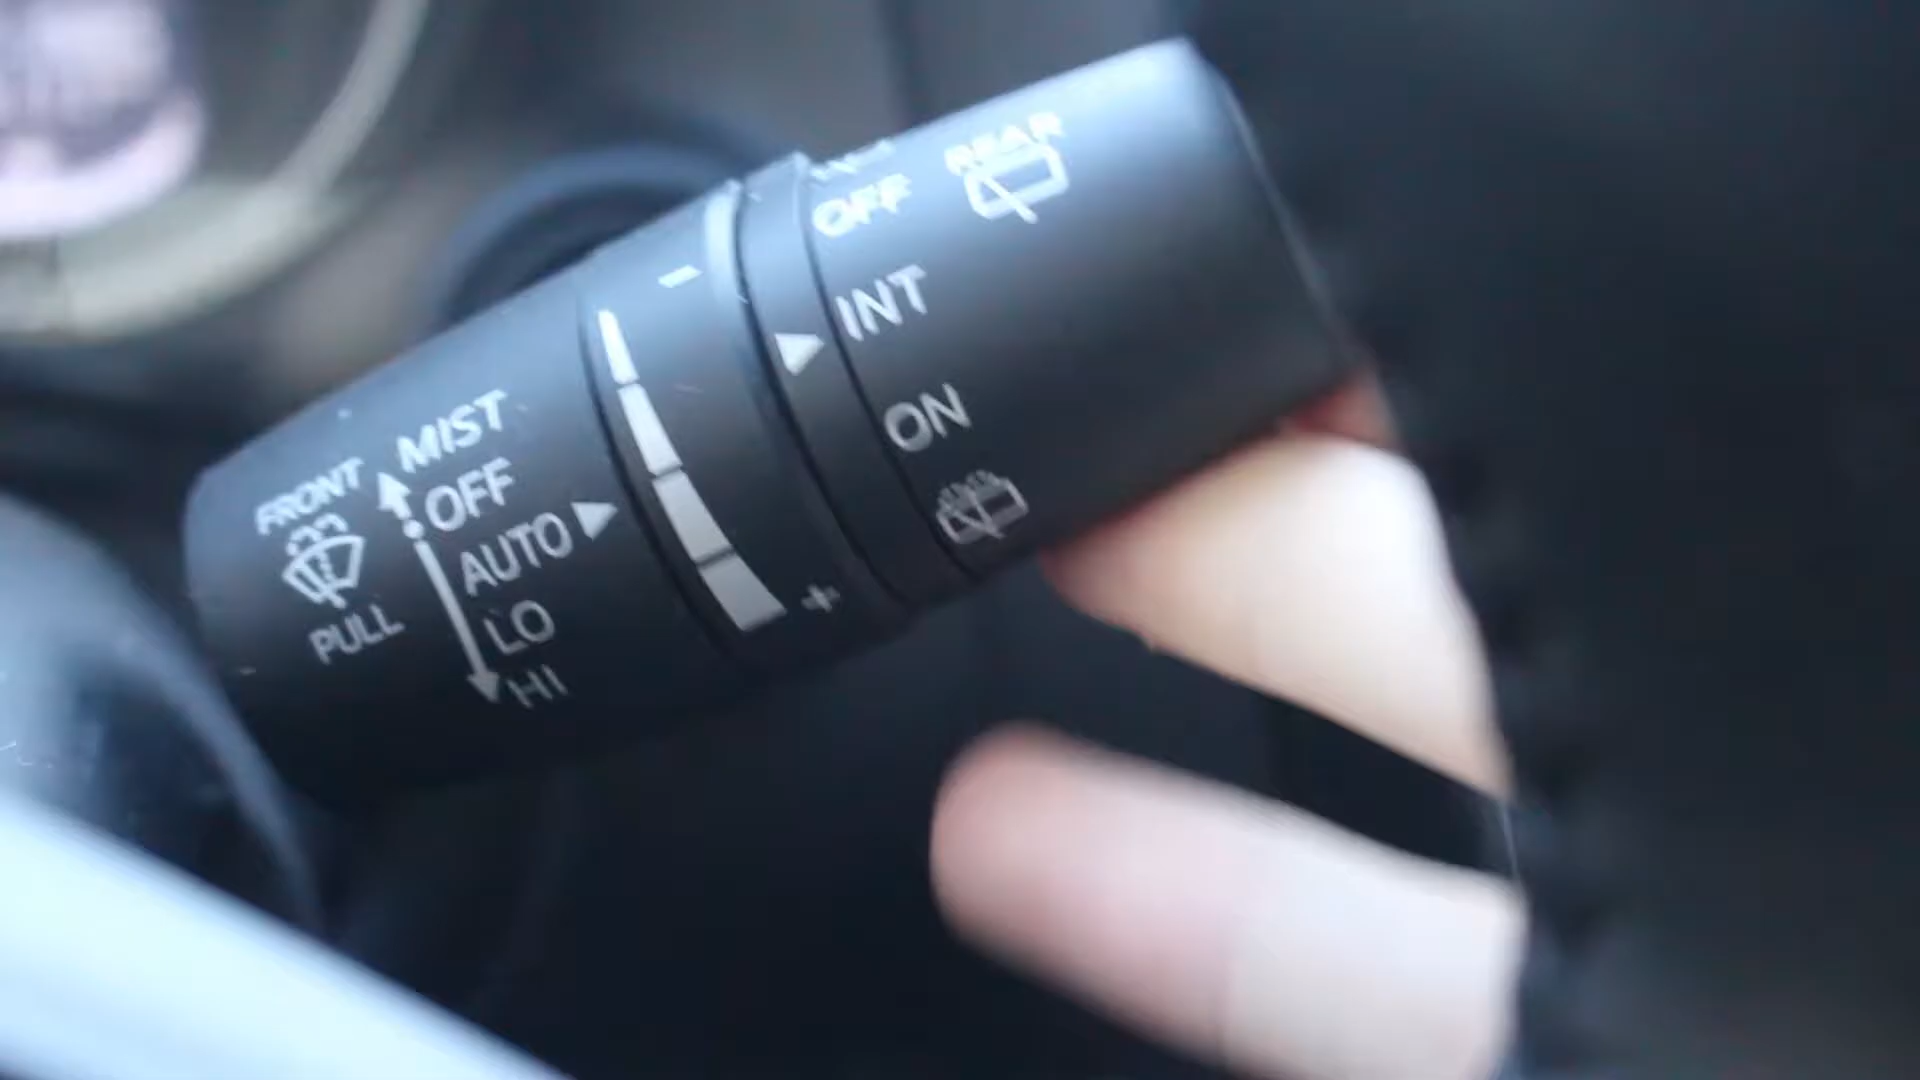 REAR
OFF
INT
ON
FRONT
PULL
MIST
OFF
AUTO
LO
HI
-
+